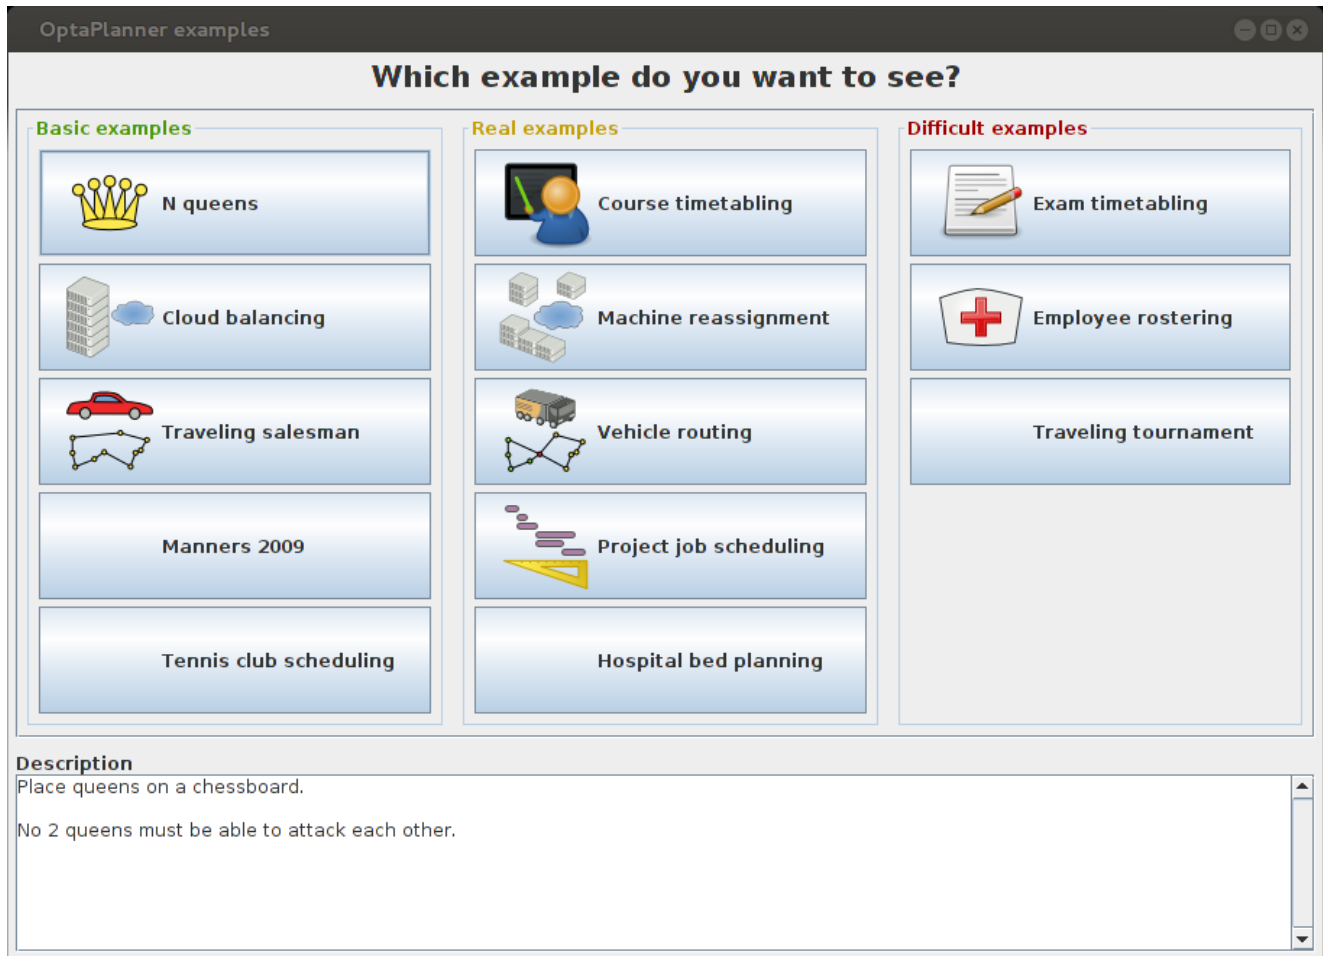 OptaPlanner examples
Which example do you want to see?
Basic examples
N queens
Cloud balancing
Traveling salesman
Manners 2009
Tennis club scheduling
Real examples
Course timetabling
Machine reassignment
Vehicle routing
Project job scheduling
Hospital bed planning
Difficult examples
Exam timetabling
Employee rostering
Traveling tournament
Description
Place queens on a chessboard.
No 2 queens must be able to attack each other.